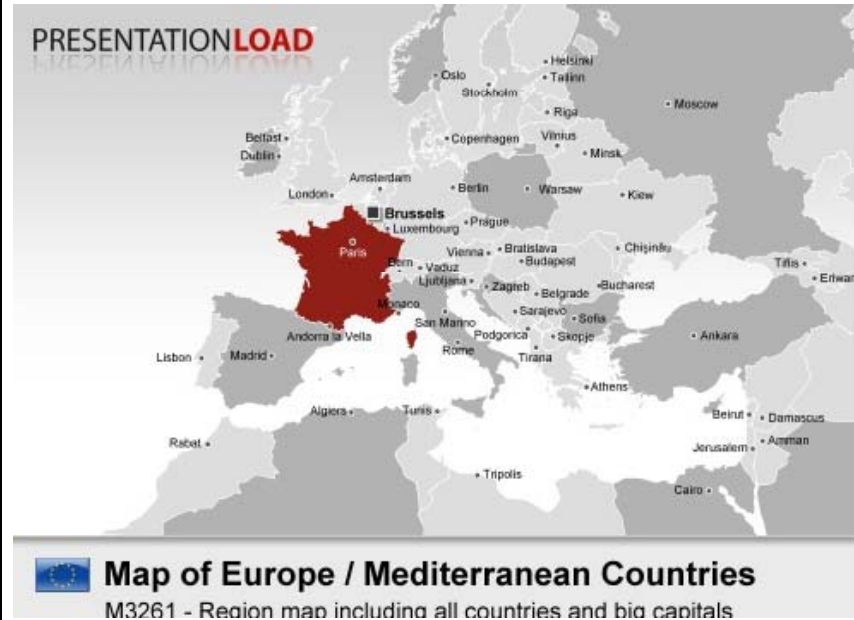 PRESENTATIONLOAD
Helsinki
Oslo
Tallinn
Stockholm
Moscow
Riga
Belfast
Copenhagen
Vilnius
Dublin
Minsk
Amsterdam
London
Berlin
Warsaw
Kiew
Brussels
Luxembourg
Prague
Paris
Vienna
Bratislava
Chişinău
Bern
Vaduz
Budapest
Tiflis
Ljubljana
Zagreb
Belgrade
Bucharest
Eriwan
Monaco
San Marino
Sarajevo
Sofia
Andorra la Vella
Podgorica
Skopje
Ankara
Lisbon
Madrid
Rome
Tirana
Athens
Algiers
Tunis
Beirut
Damascus
Rabat
Jerusalem
Amman
Tripolis
Cairo
Map of Europe / Mediterranean Countries
M3261 - Region map including all countries and big capitals